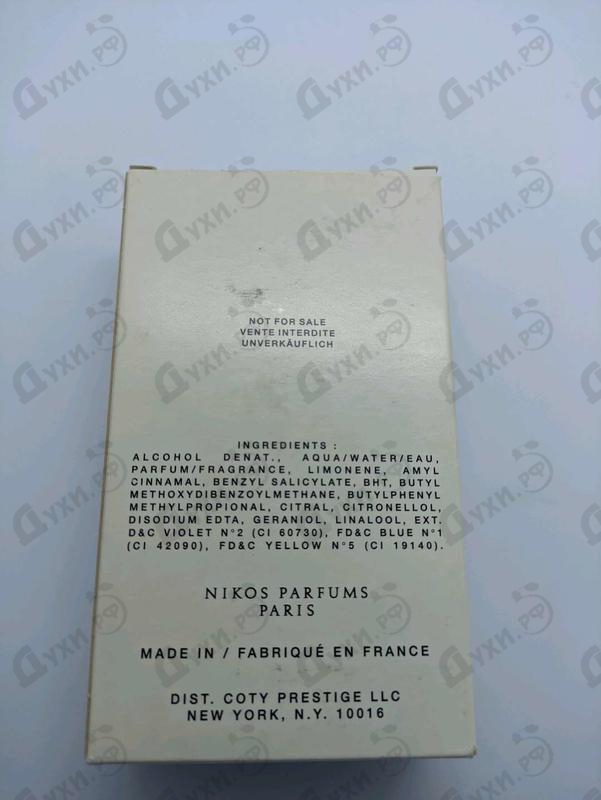 NOT FOR SALE
VENTE INTERDITE
UNVERKÄUFLICH
INGREDIENTS :
ALCOHOL DENAT., AQUA/WATER/EAU,
PARFUM/FRAGRANCE, LIMONENE, AMYL
CINNAMAL, BENZYL SALICYLATE, BHT, BUTYL
METHOXYDIBENZOYLMETHANE, BUTYLPHENYL
METHYLPROPIONAL, CITRAL, CITRONELLOL,
DISODIUM EDTA, GERANIOL, LINALOOL, EXT.
D&C VIOLET N°2 (CI 60730), FD&C BLUE N°1
(CI 42090), FD&C YELLOW N°5 (CI 19140).
NIKOS PARFUMS
PARIS
MADE IN / FABRIQUÉ EN FRANCE
DIST. COTY PRESTIGE LLC
NEW YORK, N.Y. 10016
Духи.рф